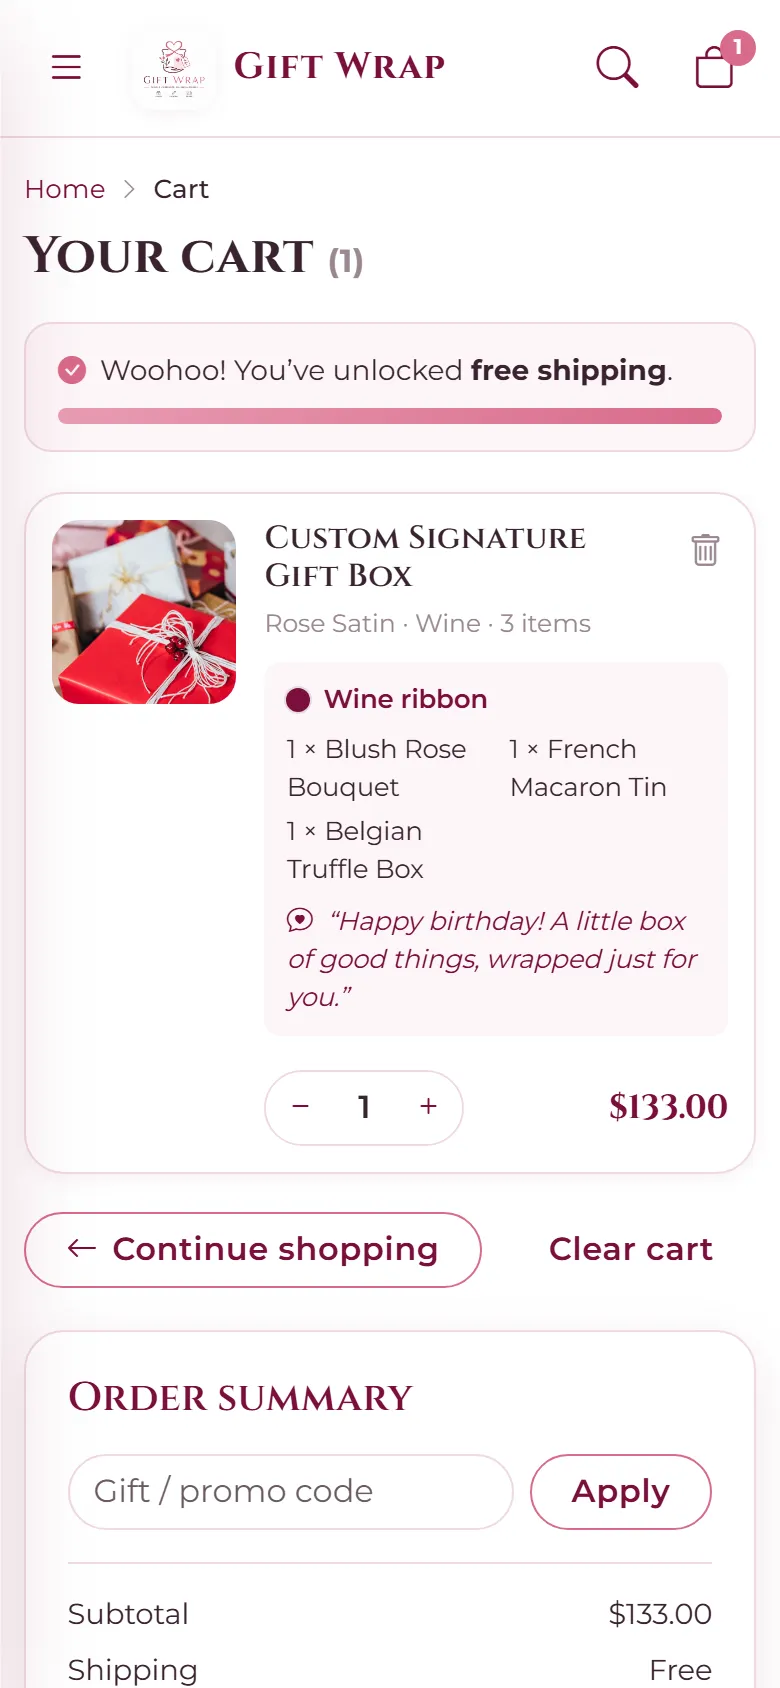 GIFT WRAP
Gift Wrap
1
Home > Cart
Your cart (1)
Woohoo! You’ve unlocked free shipping.
Custom Signature
Gift Box
Rose Satin · Wine · 3 items
Wine ribbon
1 × Blush Rose
Bouquet
1 × French
Macaron Tin
1 × Belgian
Truffle Box
“Happy birthday! A little box
of good things, wrapped just for
you.”
− 1 +
$133.00
← Continue shopping
Clear cart
Order summary
Gift / promo code
Apply
Subtotal $133.00
Shipping Free